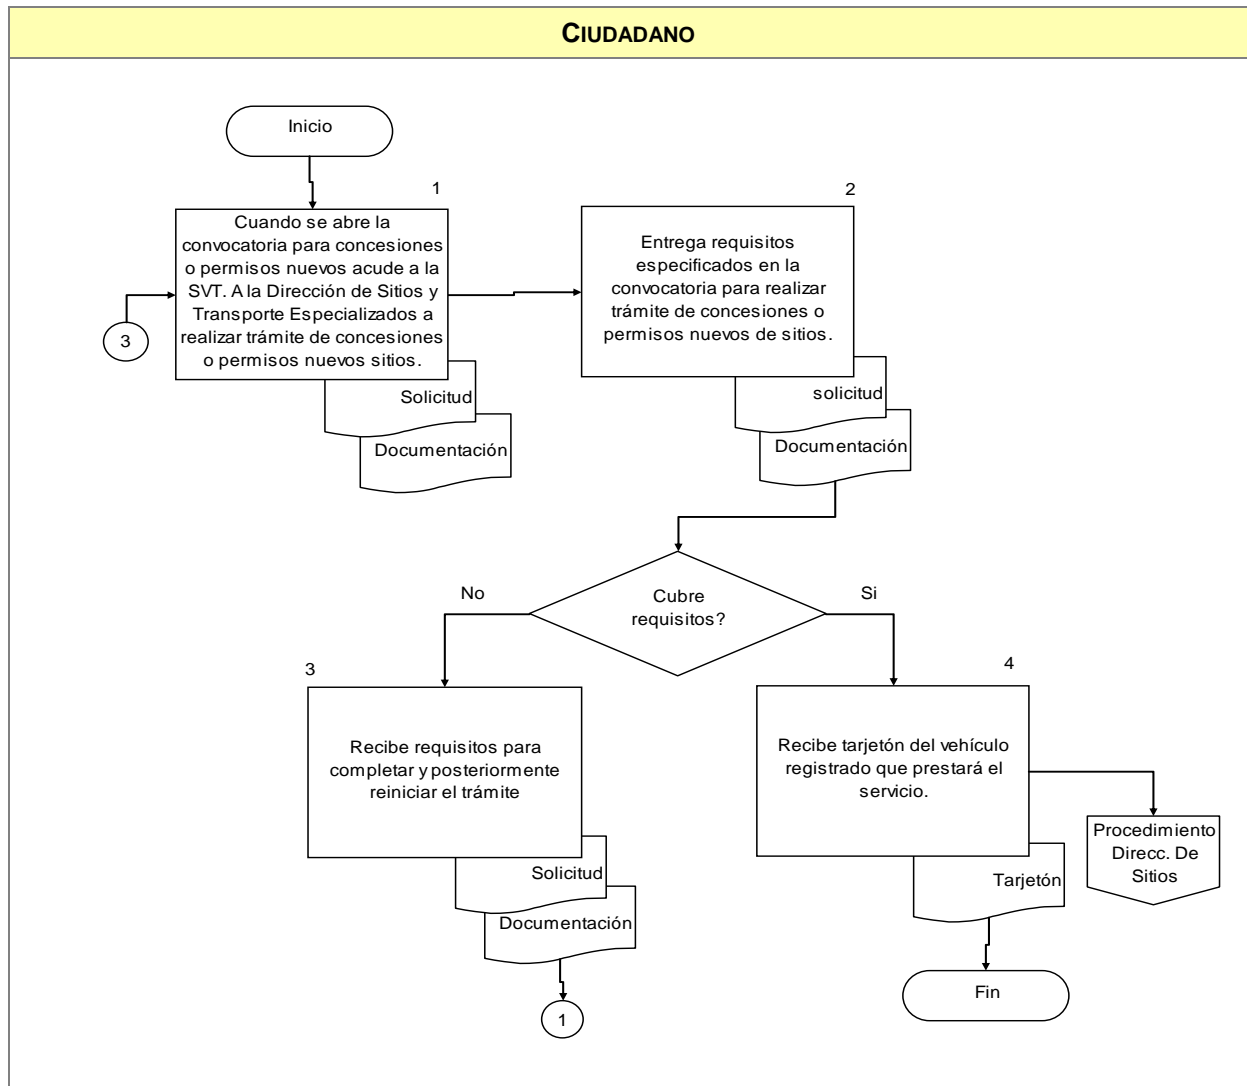 CIUDADANO
Inicio
1
Cuando se abre la
convocatoria para concesiones
o permisos nuevos acude a la
SVT. A la Dirección de Sitios y
Transporte Especializados a
realizar trámite de concesiones
o permisos nuevos sitios.
3
Solicitud
Documentación
2
Entrega requisitos
especificados en la
convocatoria para realizar
trámite de concesiones o
permisos nuevos de sitios.
solicitud
Documentación
Cubre
requisitos?
No
Si
3
Recibe requisitos para
completar y posteriormente
reiniciar el trámite
Solicitud
Documentación
1
4
Recibe tarjetón del vehículo
registrado que prestará el
servicio.
Tarjetón
Procedimiento
Direcc. De
Sitios
Fin